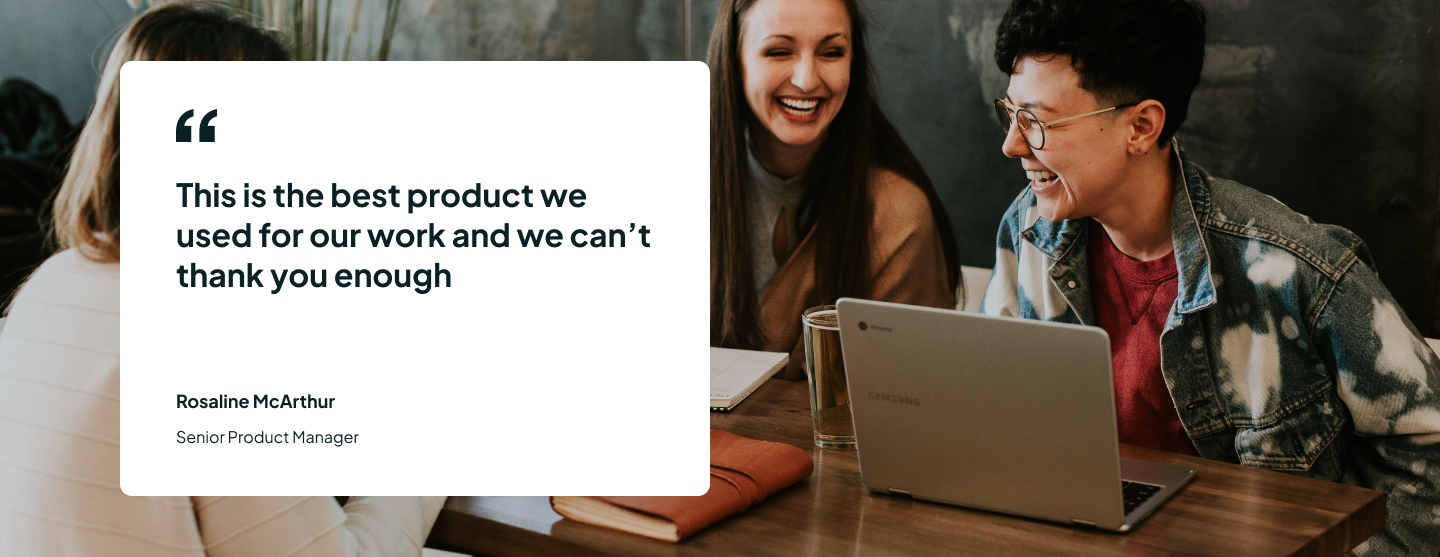 “
This is the best product we
used for our work and we can’t
thank you enough
Rosaline McArthur
Senior Product Manager
chrome
SAMSUNG